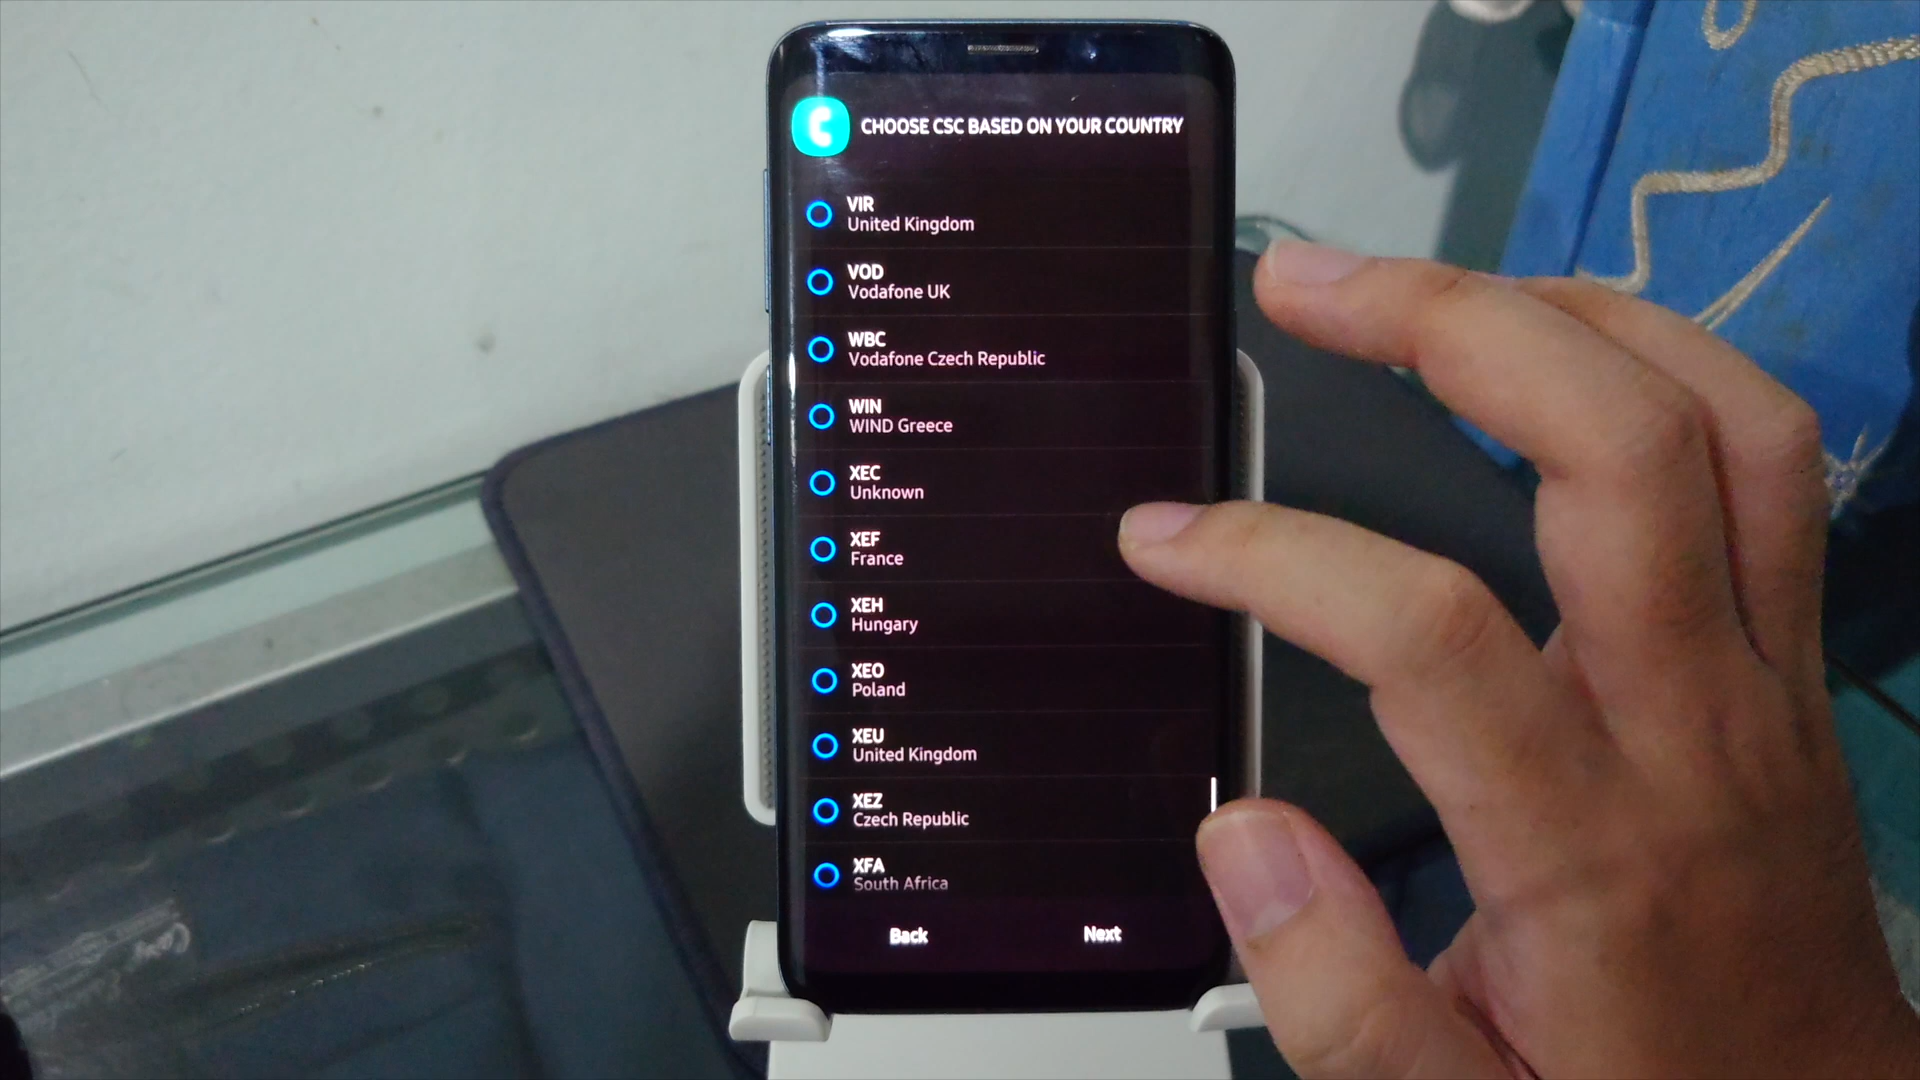 CHOOSE CSC BASED ON YOUR COUNTRY
VIR
United Kingdom
VOD
Vodafone UK
WBC
Vodafone Czech Republic
WIN
WIND Greece
XEC
Unknown
XEF
France
XEH
Hungary
XEO
Poland
XEU
United Kingdom
XEZ
Czech Republic
XFA
South Africa
Back
Next